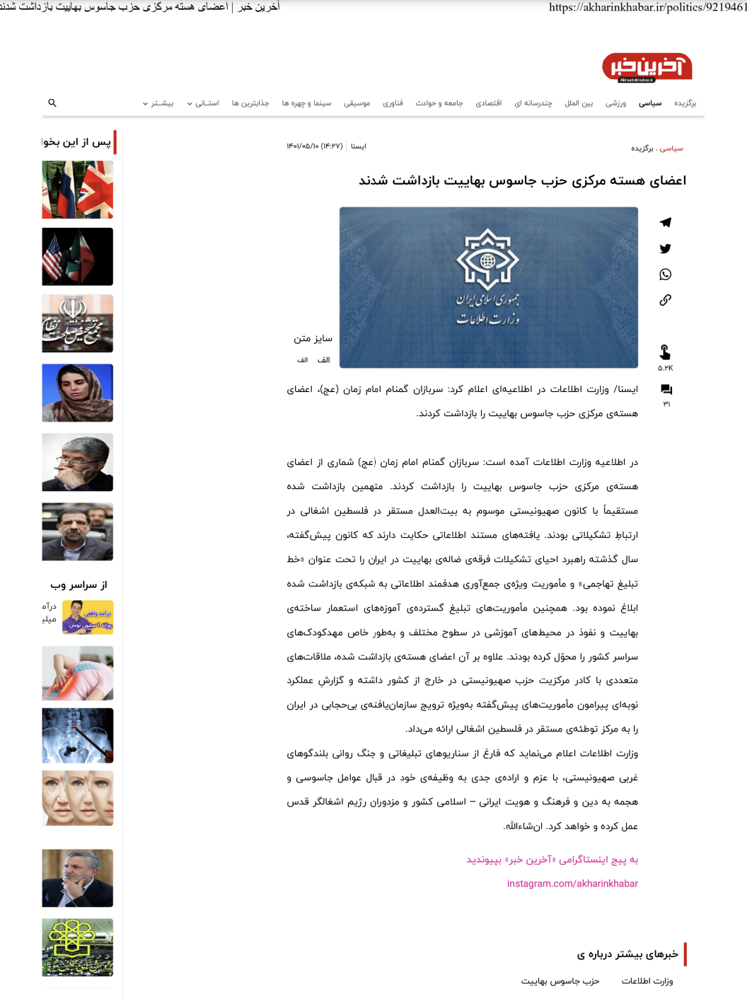 آخرین خبر | اعضای هسته مرکزی حزب جاسوس بهاییت بازداشت شدند
https://akharinkhabar.ir/politics/9219461
آخرین خبر
Akharinkhabar.ir
برگزیده سیاسی ورزشی بین الملل چندرسانه ای اقتصادی جامعه و حوادث فناوری موسیقی سینما و چهره ها جذابترین ها استـانی بیشـتر
سیاسی . برگزیده
ایسنا | ۱۴۰۱/۰۵/۱۰ (۱۴:۲۷)
اعضای هسته مرکزی حزب جاسوس بهاییت بازداشت شدند
جمهوری اسلامی ایران
وزارت اطلاعات
سایز متن
الف الف
۵.۲K
۳۱
ایسنا/ وزارت اطلاعات در اطلاعیه‌ای اعلام کرد: سربازان گمنام امام زمان (عج)، اعضای
هسته‌ی مرکزی حزب جاسوس بهاییت را بازداشت کردند.
در اطلاعیه وزارت اطلاعات آمده است: سربازان گمنام امام زمان (عج) شماری از اعضای
هسته‌ی مرکزی حزب جاسوس بهاییت را بازداشت کردند. متهمین بازداشت شده
مستقیماً با کانون صهیونیستی موسوم به بیت‌العدل مستقر در فلسطین اشغالی در
ارتباطِ تشکیلاتی بودند. یافته‌های مستند اطلاعاتی حکایت دارند که کانون پیش‌گفته،
سال گذشته راهبرد احیای تشکیلات فرقه‌ی ضاله‌ی بهاییت در ایران را تحت عنوان «خط
تبلیغ تهاجمی» و مأموریت ویژه‌ی جمع‌آوری هدفمند اطلاعاتی به شبکه‌ی بازداشت شده
ابلاغ نموده بود. همچنین مأموریت‌های تبلیغ گسترده‌ی آموزه‌های استعمار ساخته‌ی
بهاییت و نفوذ در محیط‌های آموزشی در سطوح مختلف و به‌طور خاص مهدکودک‌های
سراسر کشور را محوّل کرده بودند. علاوه بر آن اعضای هسته‌ی بازداشت شده، ملاقات‌های
متعددی با کادر مرکزیت حزب صهیونیستی در خارج از کشور داشته و گزارشِ عملکرد
نوبه‌ای پیرامون مأموریت‌های پیش‌گفته به‌ویژه ترویج سازمان‌یافته‌ی بی‌حجابی در ایران
را به مرکز توطئه‌ی مستقر در فلسطین اشغالی ارائه می‌داد.
وزارت اطلاعات اعلام می‌نماید که فارغ از سناریوهای تبلیغاتی و جنگ روانی بلندگوهای
غربی صهیونیستی، با عزم و اراده‌ی جدی به وظیفه‌ی خود در قبال عوامل جاسوسی و
هجمه به دین و فرهنگ و هویت ایرانی – اسلامی کشور و مزدوران رژیم اشغالگر قدس
عمل کرده و خواهد کرد. ان‌شاءالله.
به پیج اینستاگرامی «آخرین خبر» بپیوندید
instagram.com/akharinkhabar
خبرهای بیشتر درباره ی
وزارت اطلاعات حزب جاسوس بهاییت
پس از این بخوا
مجمع تشخیص مصلحت نظام
از سراسر وب
درآمد واقعی
روزانه 1 میلیون تومان
درآم
میلیـ